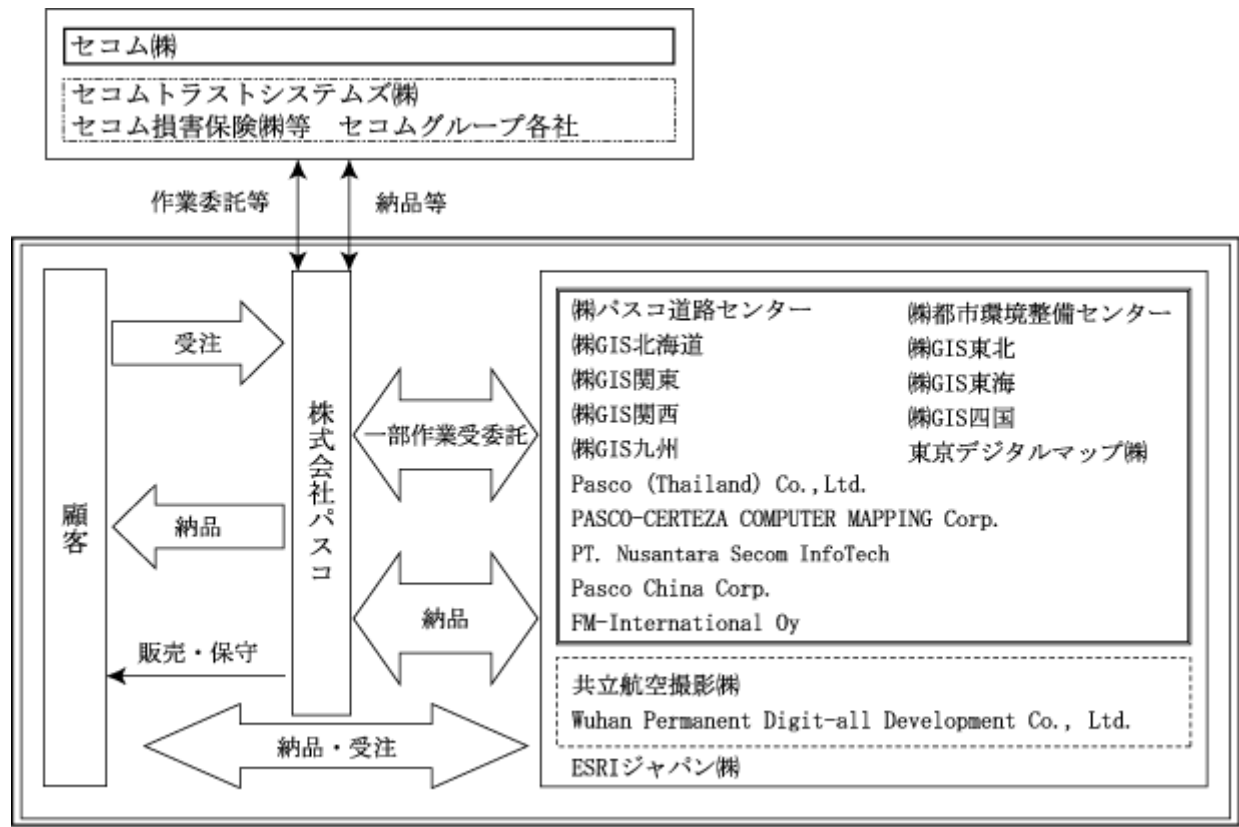 セコム㈱
セコムトラストシステムズ㈱
セコム損害保険㈱等　セコムグループ各社
作業委託等
納品等
顧客
受注
納品
販売・保守
株式会社パスコ
一部作業受委託
納品
納品・受注
㈱パスコ道路センター
㈱都市環境整備センター
㈱GIS北海道
㈱GIS東北
㈱GIS関東
㈱GIS東海
㈱GIS関西
㈱GIS四国
㈱GIS九州
東京デジタルマップ㈱
Pasco (Thailand) Co.,Ltd.
PASCO-CERTEZA COMPUTER MAPPING Corp.
PT. Nusantara Secom InfoTech
Pasco China Corp.
FM-International Oy
共立航空撮影㈱
Wuhan Permanent Digit-all Development Co., Ltd.
ESRIジャパン㈱